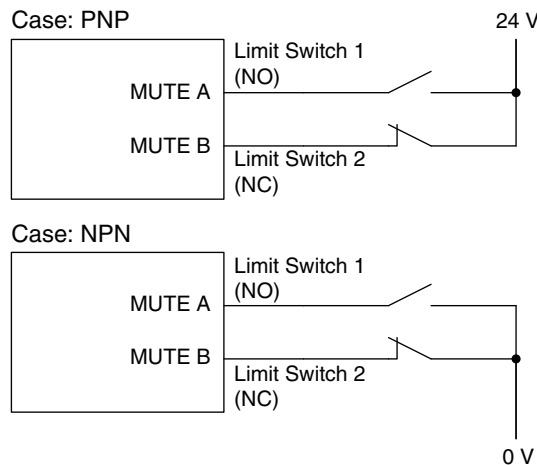 Case: PNP
24 V
Limit Switch 1
(NO)
MUTE A
MUTE B
Limit Switch 2
(NC)
Case: NPN
Limit Switch 1
(NO)
MUTE A
MUTE B
Limit Switch 2
(NC)
0 V